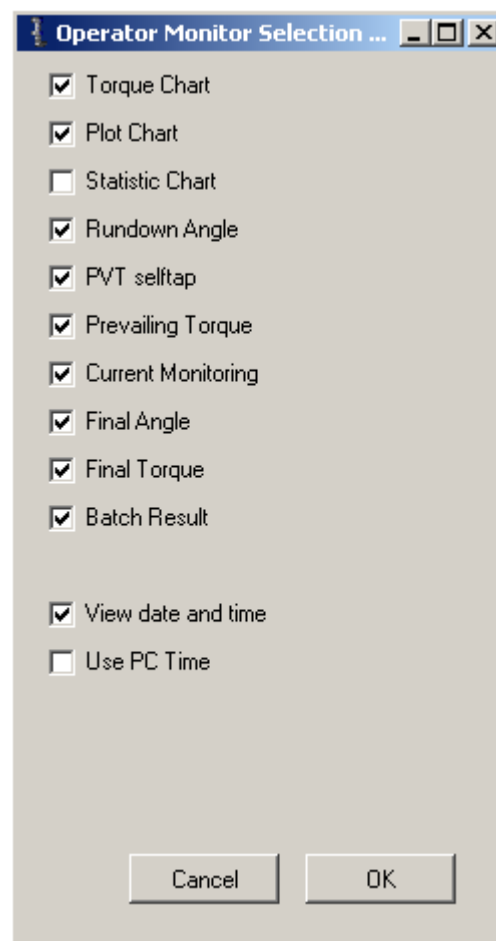 Operator Monitor Selection ...
Torque Chart
Plot Chart
Statistic Chart
Rundown Angle
PVT selftap
Prevailing Torque
Current Monitoring
Final Angle
Final Torque
Batch Result
View date and time
Use PC Time
Cancel OK